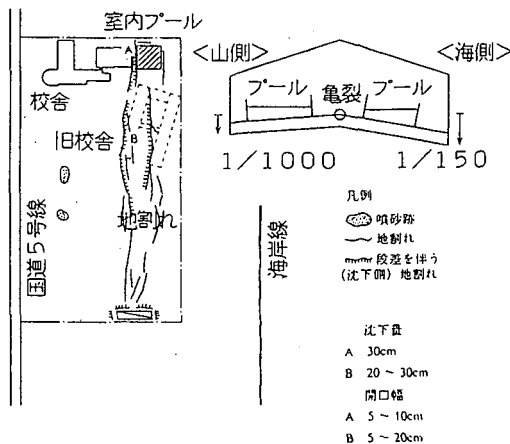 室内プール
A
<山側>
<海側>
プール
亀裂
プール
1/1000
1/150
校舎
旧校舎
B
地割れ
国道5号線
海岸線
凡例
噴砂跡
地割れ
段差を伴う
(沈下側) 地割れ
沈下量
A 30cm
B 20～30cm
開口幅
A 5～10cm
B 5～20cm